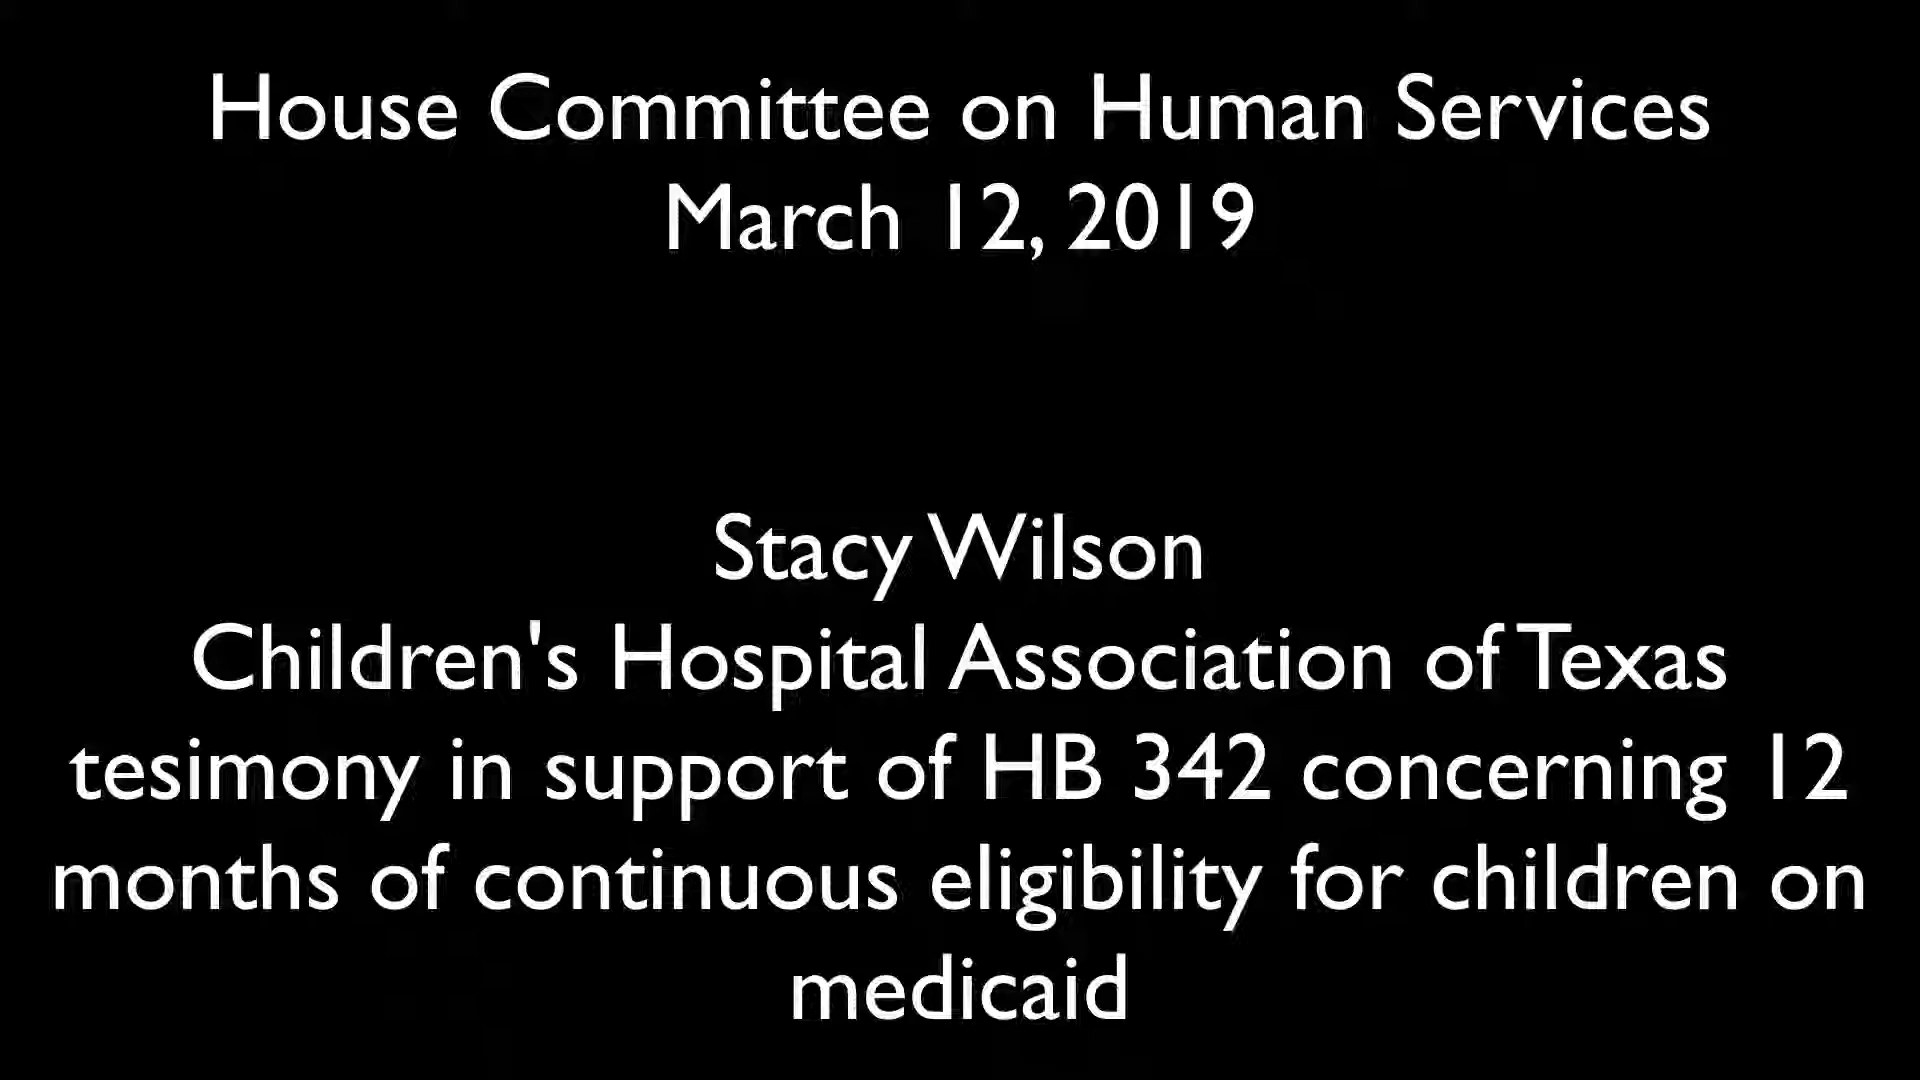 House Committee on Human Services
March 12, 2019
Stacy Wilson
Children's Hospital Association of Texas
tesimony in support of HB 342 concerning 12
months of continuous eligibility for children on
medicaid